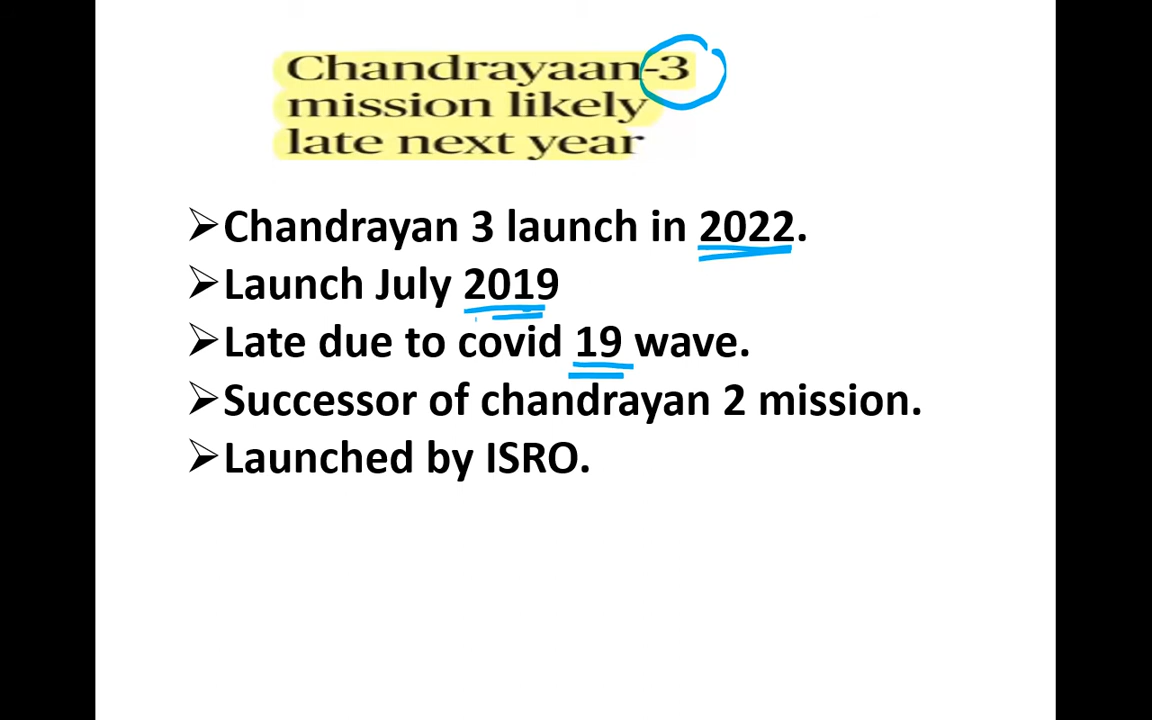 Chandrayaan-3
mission likely
late next year
➢Chandrayan 3 launch in 2022.
➢Launch July 2019
➢Late due to covid 19 wave.
➢Successor of chandrayan 2 mission.
➢Launched by ISRO.